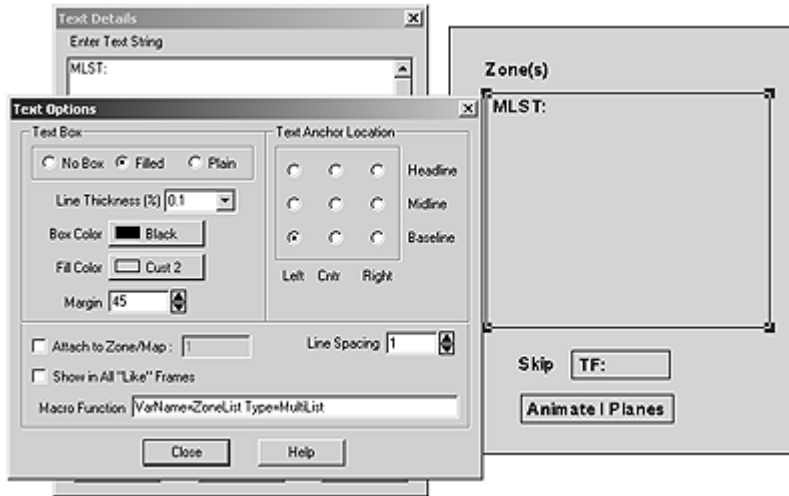 Text Details
Enter Text String
MLST:
Text Options
Text Box
No Box Filled Plain
Line Thickness (%) 0.1
Box Color Black
Fill Color Cust 2
Margin 45
Text Anchor Location
Headline
Midline
Baseline
Left Cntr Right
Attach to Zone/Map : 1
Line Spacing 1
Show in All "Like" Frames
Macro Function VarName=ZoneList Type=MultiList
Close Help
Zone(s)
MLST:
Skip TF:
Animate I Planes